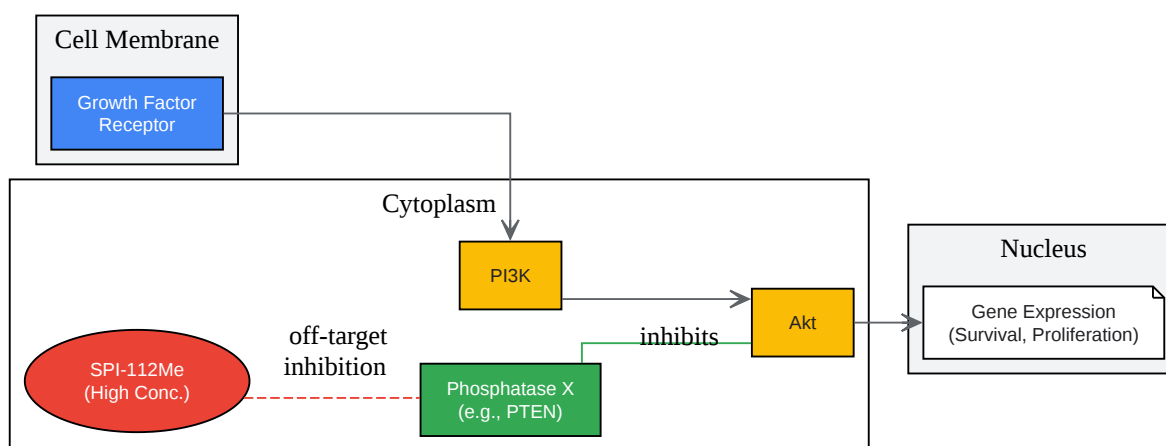 Cell Membrane
Growth Factor
Receptor
Cytoplasm
PI3K
Akt
Nucleus
Gene Expression
(Survival, Proliferation)
SPI-112Me
(High Conc.)
off-target
inhibition
Phosphatase X
(e.g., PTEN)
inhibits